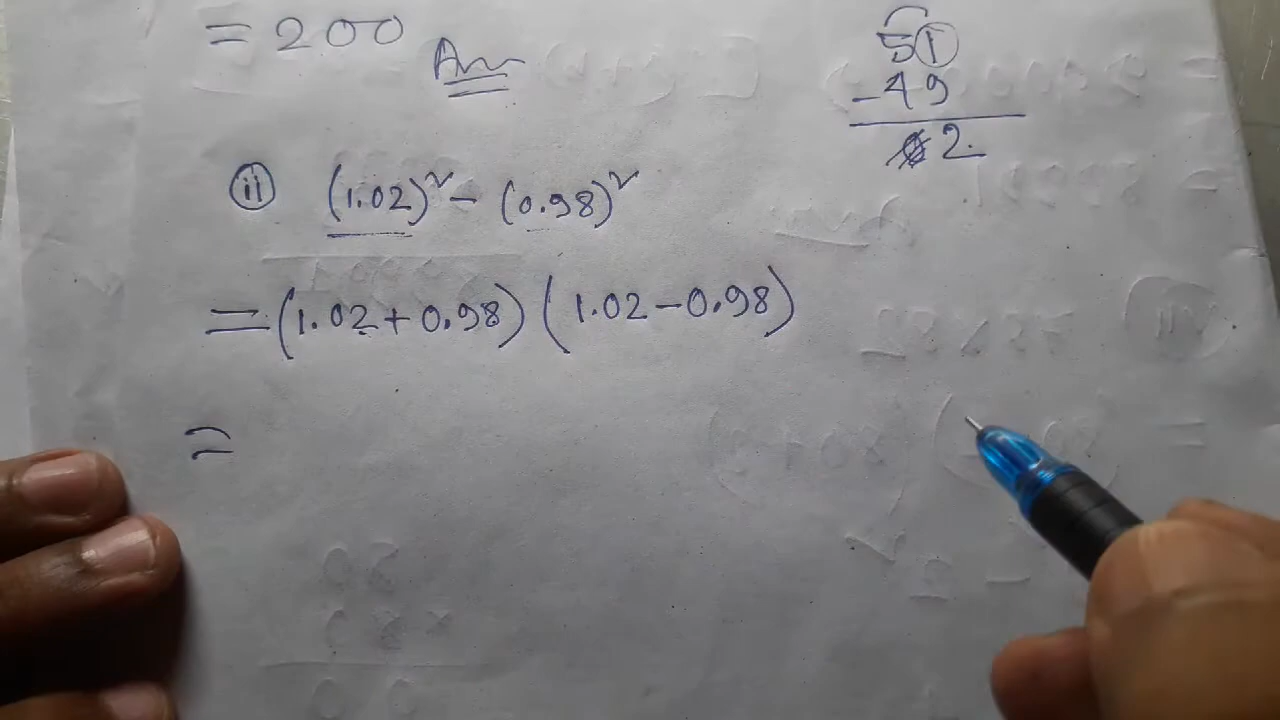 = 200 Ans
51
- 49
2
ii (1.02)² - (0.98)²
= (1.02 + 0.98) (1.02 - 0.98)
=